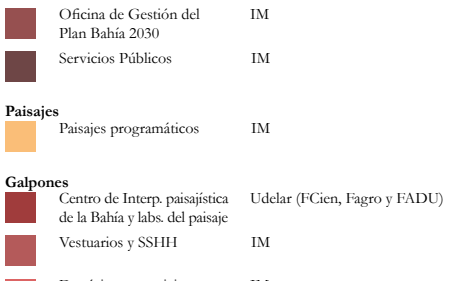 Oficina de Gestión del IM
Plan Bahía 2030
Servicios Públicos IM
Paisajes
Paisajes programáticos IM
Galpones
Centro de Interp. paisajística Udelar (FCien, Fagro y FADU)
de la Bahía y labs. del paisaje
Vestuarios y SSHH IM